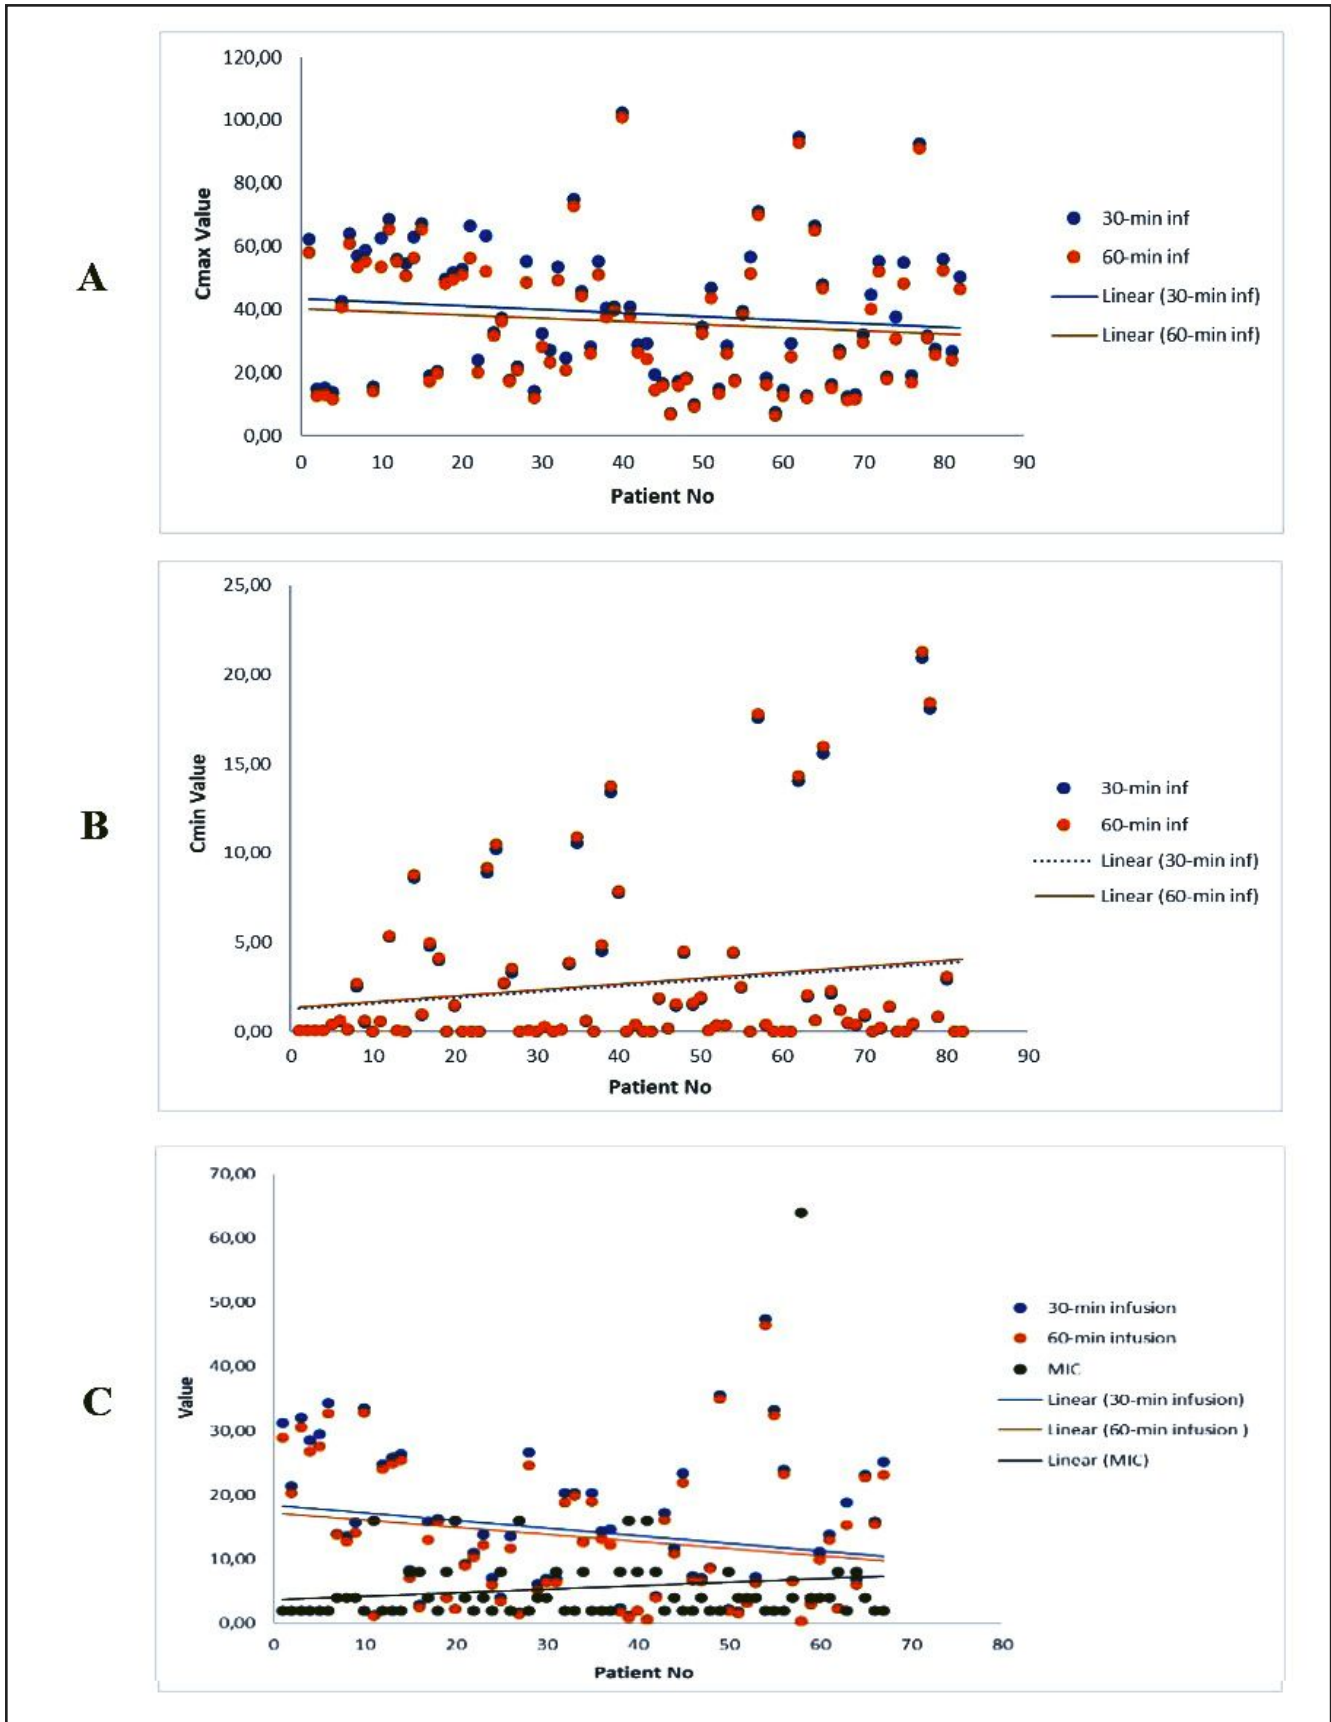 A
120,00
100,00
80,00
60,00
40,00
20,00
0,00
Cmax Value
0 10 20 30 40 50 60 70 80 90
Patient No
30-min inf
60-min inf
Linear (30-min inf)
Linear (60-min inf)
B
25,00
20,00
15,00
10,00
5,00
0,00
Cmin Value
0 10 20 30 40 50 60 70 80 90
Patient No
30-min inf
60-min inf
Linear (30-min inf)
Linear (60-min inf)
C
70,00
60,00
50,00
40,00
30,00
20,00
10,00
0,00
Value
0 10 20 30 40 50 60 70 80
Patient No
30-min infusion
60-min infusion
MIC
Linear (30-min infusion)
Linear (60-min infusion )
Linear (MIC)